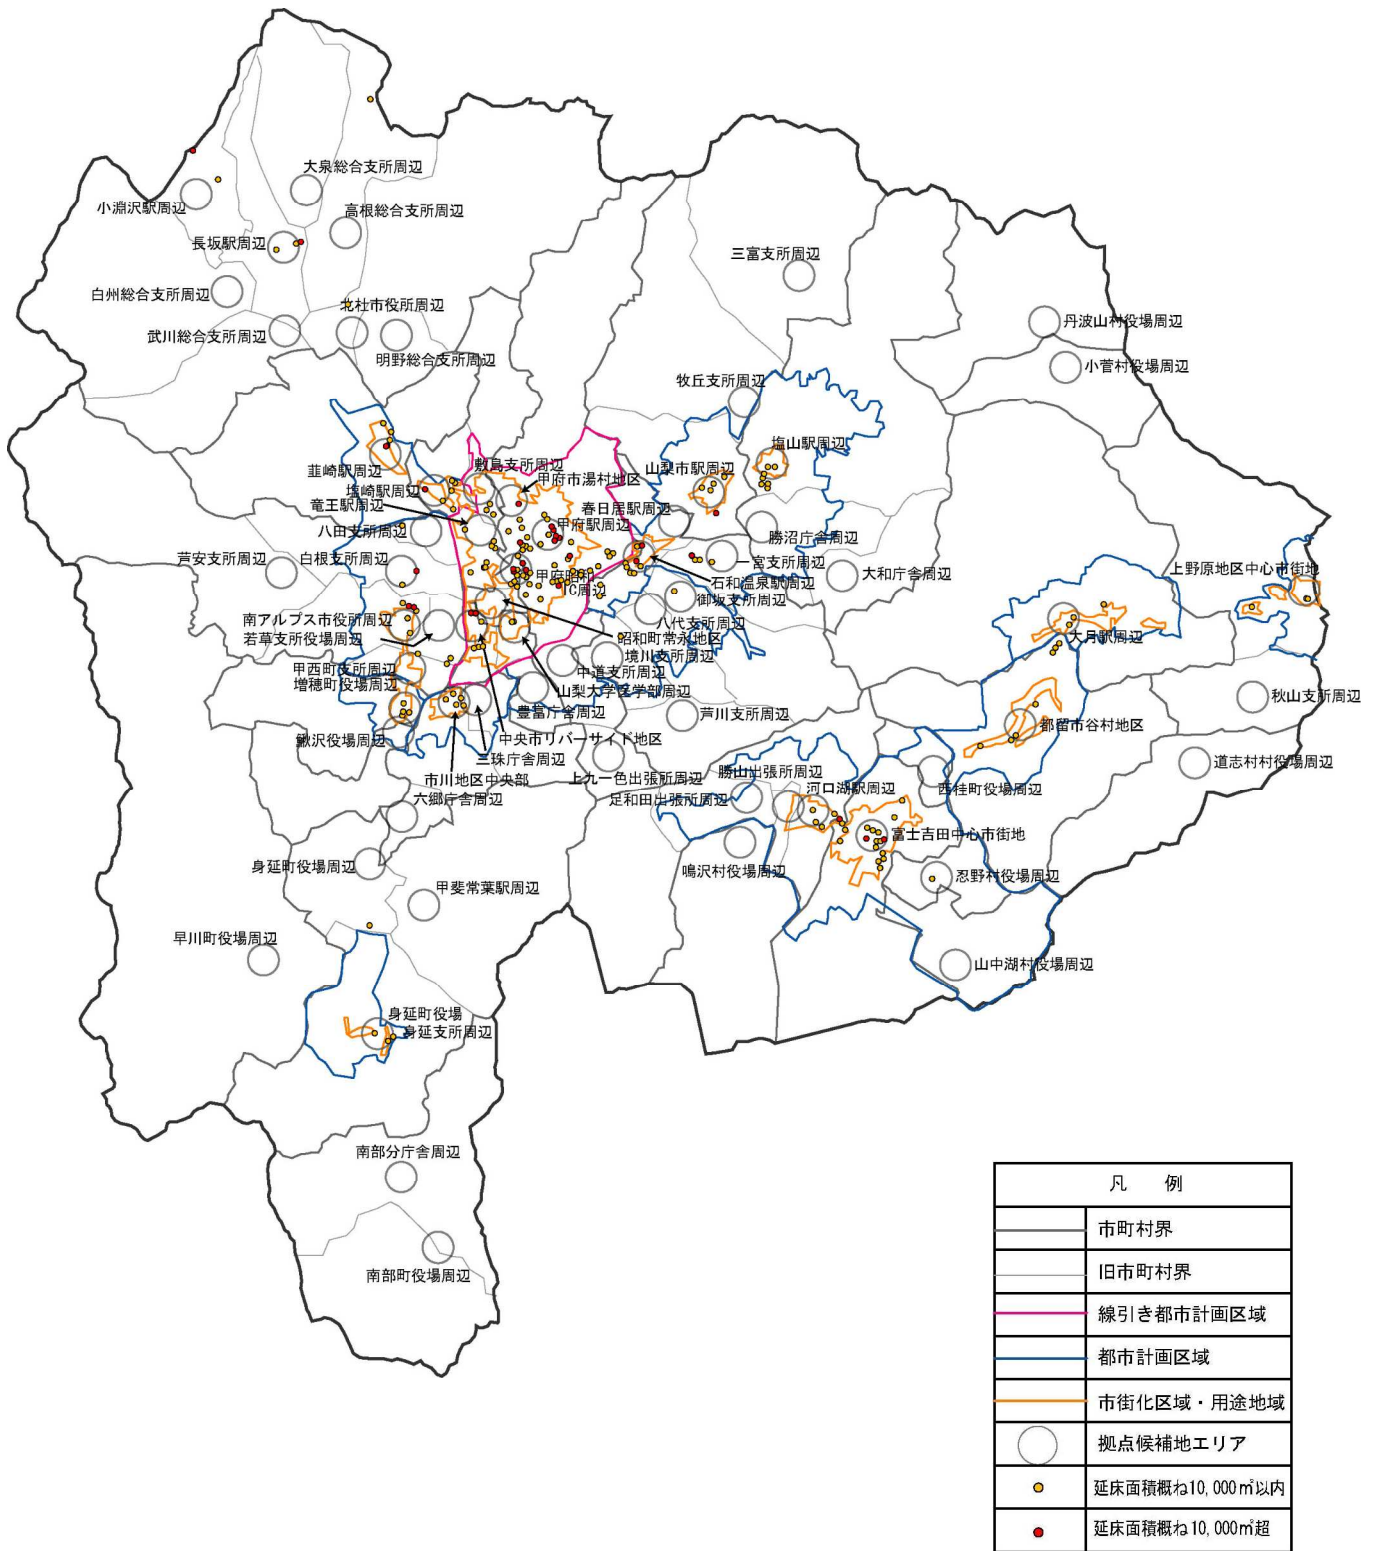 大泉総合支所周辺
小淵沢駅周辺
高根総合支所周辺
長坂駅周辺
三富支所周辺
白州総合支所周辺
北杜市役所周辺
丹波山村役場周辺
武川総合支所周辺
明野総合支所周辺
小菅村役場周辺
牧丘支所周辺
塩山駅周辺
韮崎駅周辺
敷島支所周辺
山梨市駅周辺
甲府市湯村地区
塩崎駅周辺
竜王駅周辺
春日居駅周辺
甲府駅周辺
八田支所周辺
勝沼庁舎周辺
上野原地区中心市街地
芦安支所周辺
白根支所周辺
一宮支所周辺
大和庁舎周辺
甲府昭和
IC周辺
石和温泉駅周辺
御坂支所周辺
南アルプス市役所周辺
八代支所周辺
若草支所役場周辺
昭和町常永地区
大月駅周辺
境川支所周辺
甲西町支所周辺
中道支所周辺
増穂町役場周辺
山梨大学医学部周辺
秋山支所周辺
豊富庁舎周辺
芦川支所周辺
都留市谷村地区
鰍沢役場周辺
中央市リバーサイド地区
三珠庁舎周辺
道志村村役場周辺
市川地区中央部
上九一色出張所周辺
勝山出張所周辺
河口湖駅周辺
西桂町役場周辺
六郷庁舎周辺
足和田出張所周辺
富士吉田中心市街地
身延町役場周辺
鳴沢村役場周辺
忍野村役場周辺
甲斐常葉駅周辺
早川町役場周辺
山中湖村役場周辺
身延町役場
身延支所周辺
南部分庁舎周辺
南部町役場周辺
凡　例
市町村界
旧市町村界
線引き都市計画区域
都市計画区域
市街化区域・用途地域
拠点候補地エリア
延床面積概ね10,000㎡以内
延床面積概ね10,000㎡超